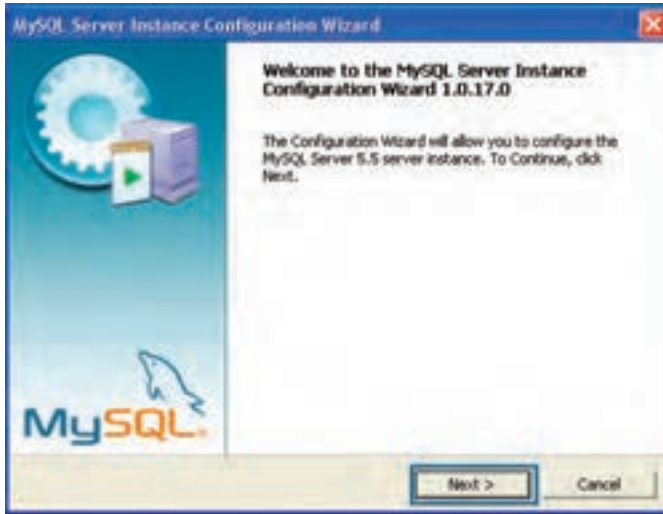 MySQL Server Instance Configuration Wizard
Welcome to the MySQL Server Instance
Configuration Wizard 1.0.17.0
The Configuration Wizard will allow you to configure the
MySQL Server 5.5 server instance. To Continue, click
Next.
MySQL.
Next >
Cancel